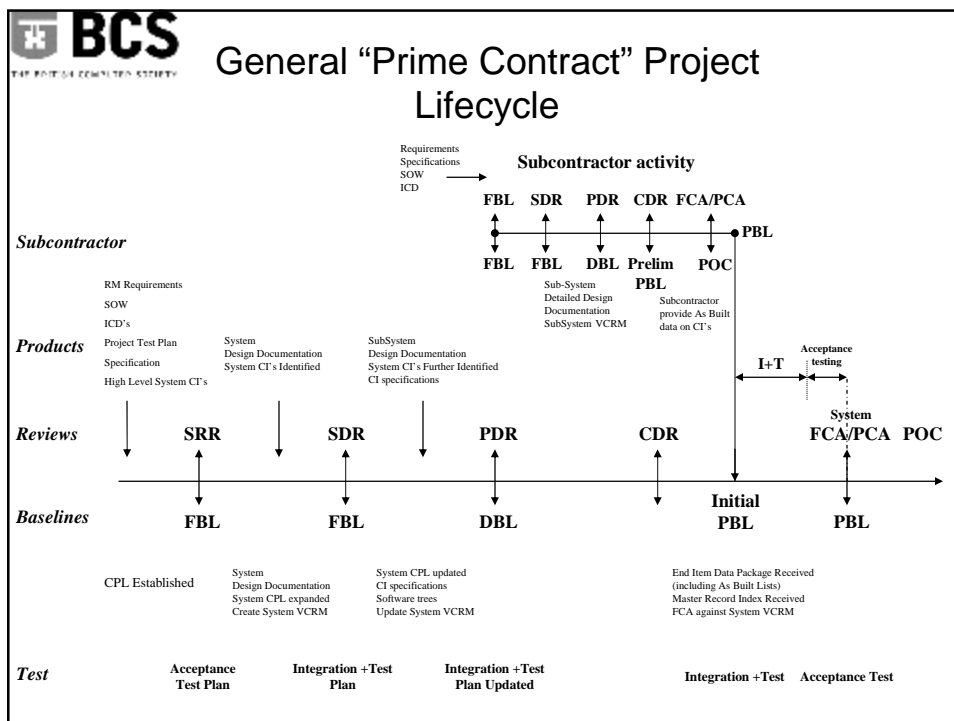 BCS
THE BRITISH COMPUTER SOCIETY
General “Prime Contract” Project
Lifecycle
Requirements
Specifications
SOW
ICD
Subcontractor activity
FBL SDR PDR CDR FCA/PCA
Subcontractor
PBL
FBL FBL DBL Prelim PBL POC
Sub-System
Detailed Design
Documentation
SubSystem VCRM
Subcontractor
provide As Built
data on CI’s
Products
RM Requirements
SOW
ICD’s
Project Test Plan
Specification
High Level System CI’s
System
Design Documentation
System CI’s Identified
SubSystem
Design Documentation
System CI’s Further Identified
CI specifications
I+T
Acceptance
testing
Reviews
SRR SDR PDR CDR
System
FCA/PCA POC
Baselines
FBL FBL DBL
Initial
PBL
PBL
CPL Established
System
Design Documentation
System CPL expanded
Create System VCRM
System CPL updated
CI specifications
Software trees
Update System VCRM
End Item Data Package Received
(including As Built Lists)
Master Record Index Received
FCA against System VCRM
Test
Acceptance
Test Plan
Integration +Test
Plan
Integration +Test
Plan Updated
Integration +Test
Acceptance Test